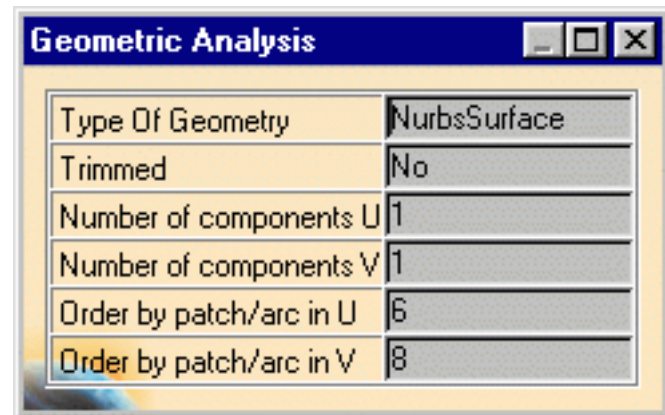 Geometric Analysis
Type Of Geometry NurbsSurface
Trimmed No
Number of components U 1
Number of components V 1
Order by patch/arc in U 6
Order by patch/arc in V 8